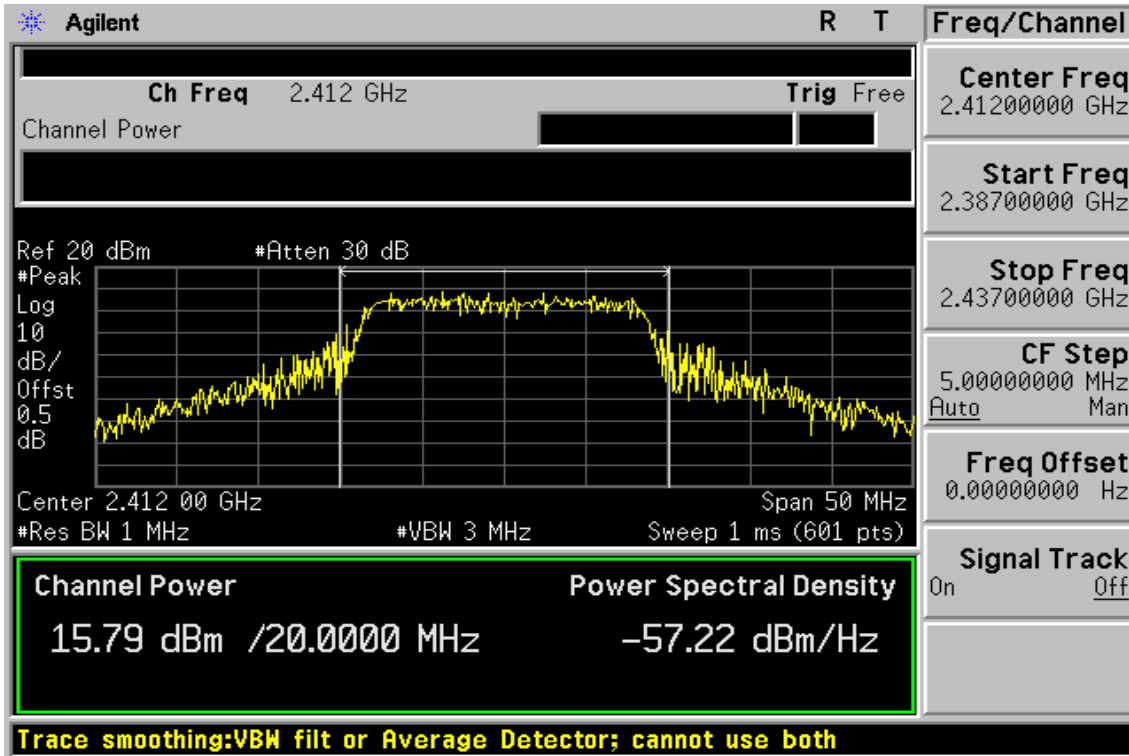 Agilent R T Freq/Channel
Ch Freq 2.412 GHz Trig Free
Channel Power
Center Freq
2.41200000 GHz
Start Freq
2.38700000 GHz
Stop Freq
2.43700000 GHz
CF Step
5.00000000 MHz
Auto Man
Freq Offset
0.00000000 Hz
Signal Track
On Off
Ref 20 dBm #Atten 30 dB
#Peak
Log
10
dB/
Offst
0.5
dB
Center 2.412 00 GHz Span 50 MHz
#Res BW 1 MHz #VBW 3 MHz Sweep 1 ms (601 pts)
Channel Power Power Spectral Density
15.79 dBm /20.0000 MHz -57.22 dBm/Hz
Trace smoothing:VBW filt or Average Detector; cannot use both